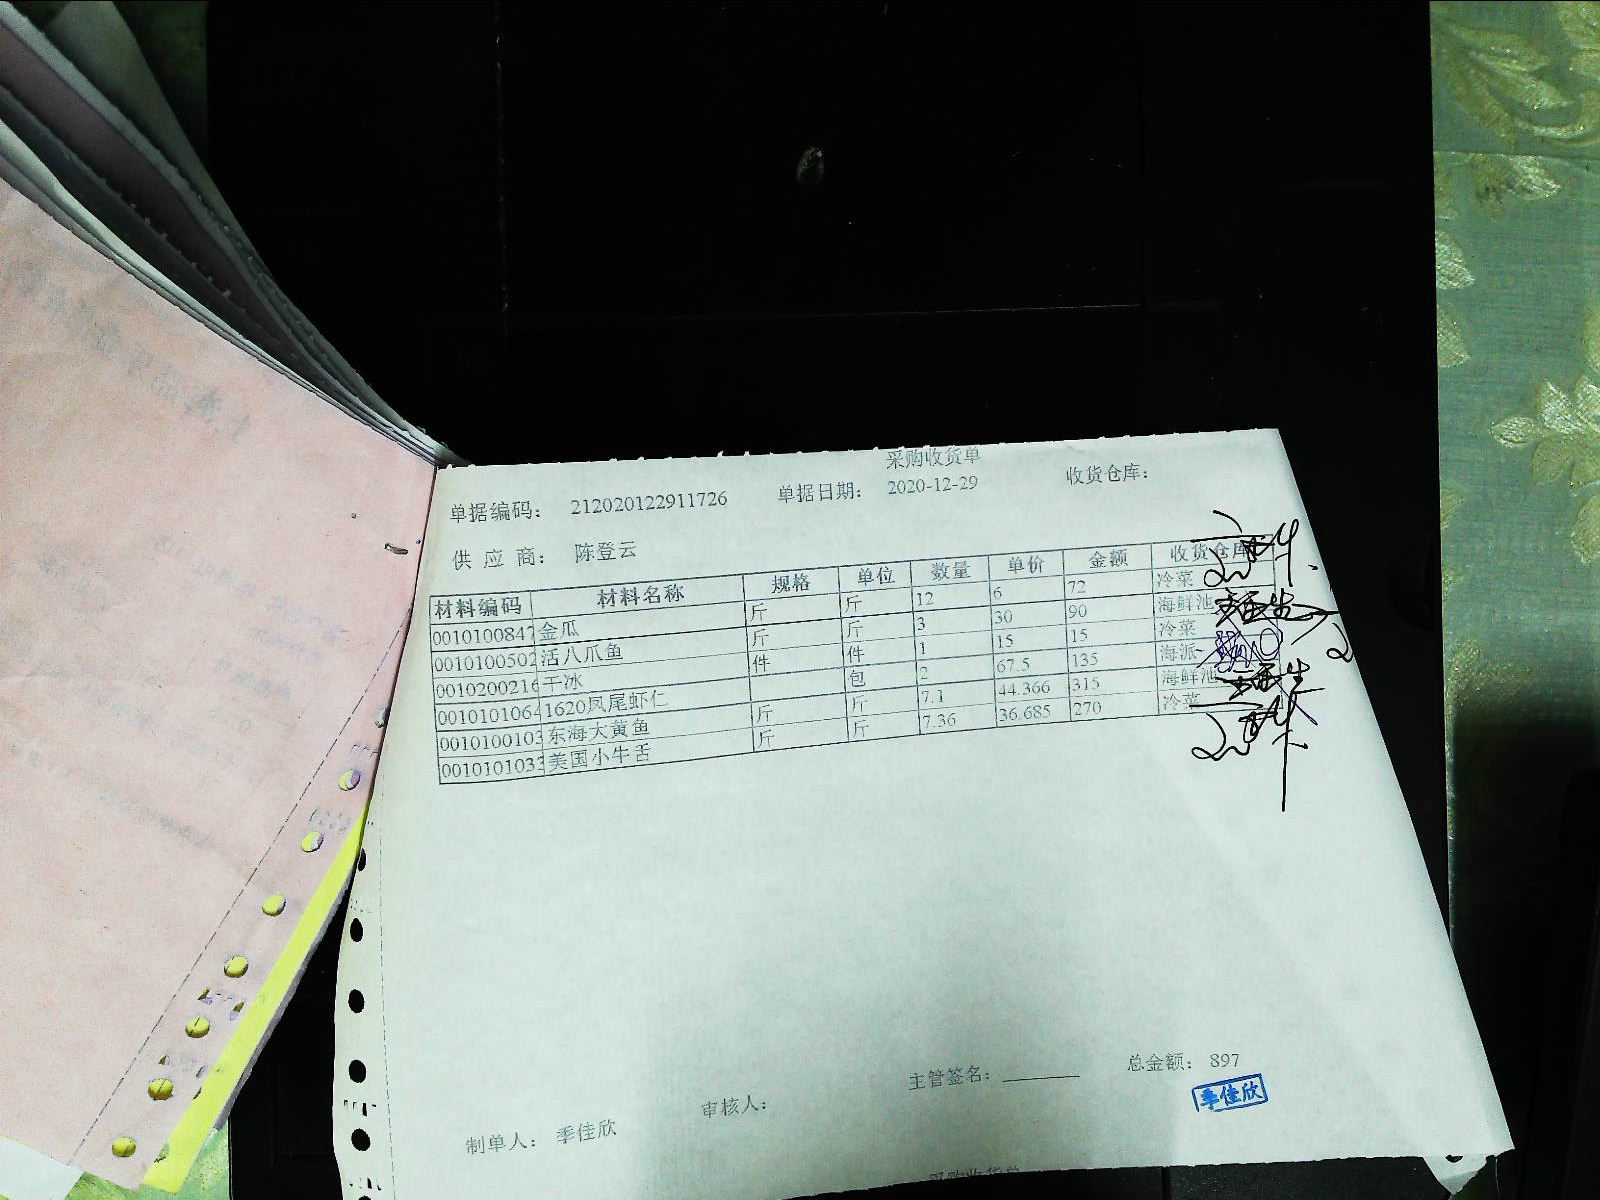 采购收货单
单据编码: 212020122911726 单据日期: 2020-12-29 收货仓库:
供 应 商: 陈登云
材料编码 材料名称 规格 单位 数量 单价 金额 收货仓库
0010100847 金瓜 斤 斤 12 6 72 冷菜
0010100502 活八爪鱼 斤 斤 3 30 90 海鲜池
0010200216 干冰 件 件 1 15 15 冷菜
0010101064 1620凤尾虾仁 包 2 67.5 135 海派
0010100103 东海大黄鱼 斤 斤 7.1 44.366 315 海鲜池
0010101033 美国小牛舌 斤 斤 7.36 36.685 270 冷菜
主管签名: 总金额: 897
季佳欣
制单人: 季佳欣 审核人:
采购收货单